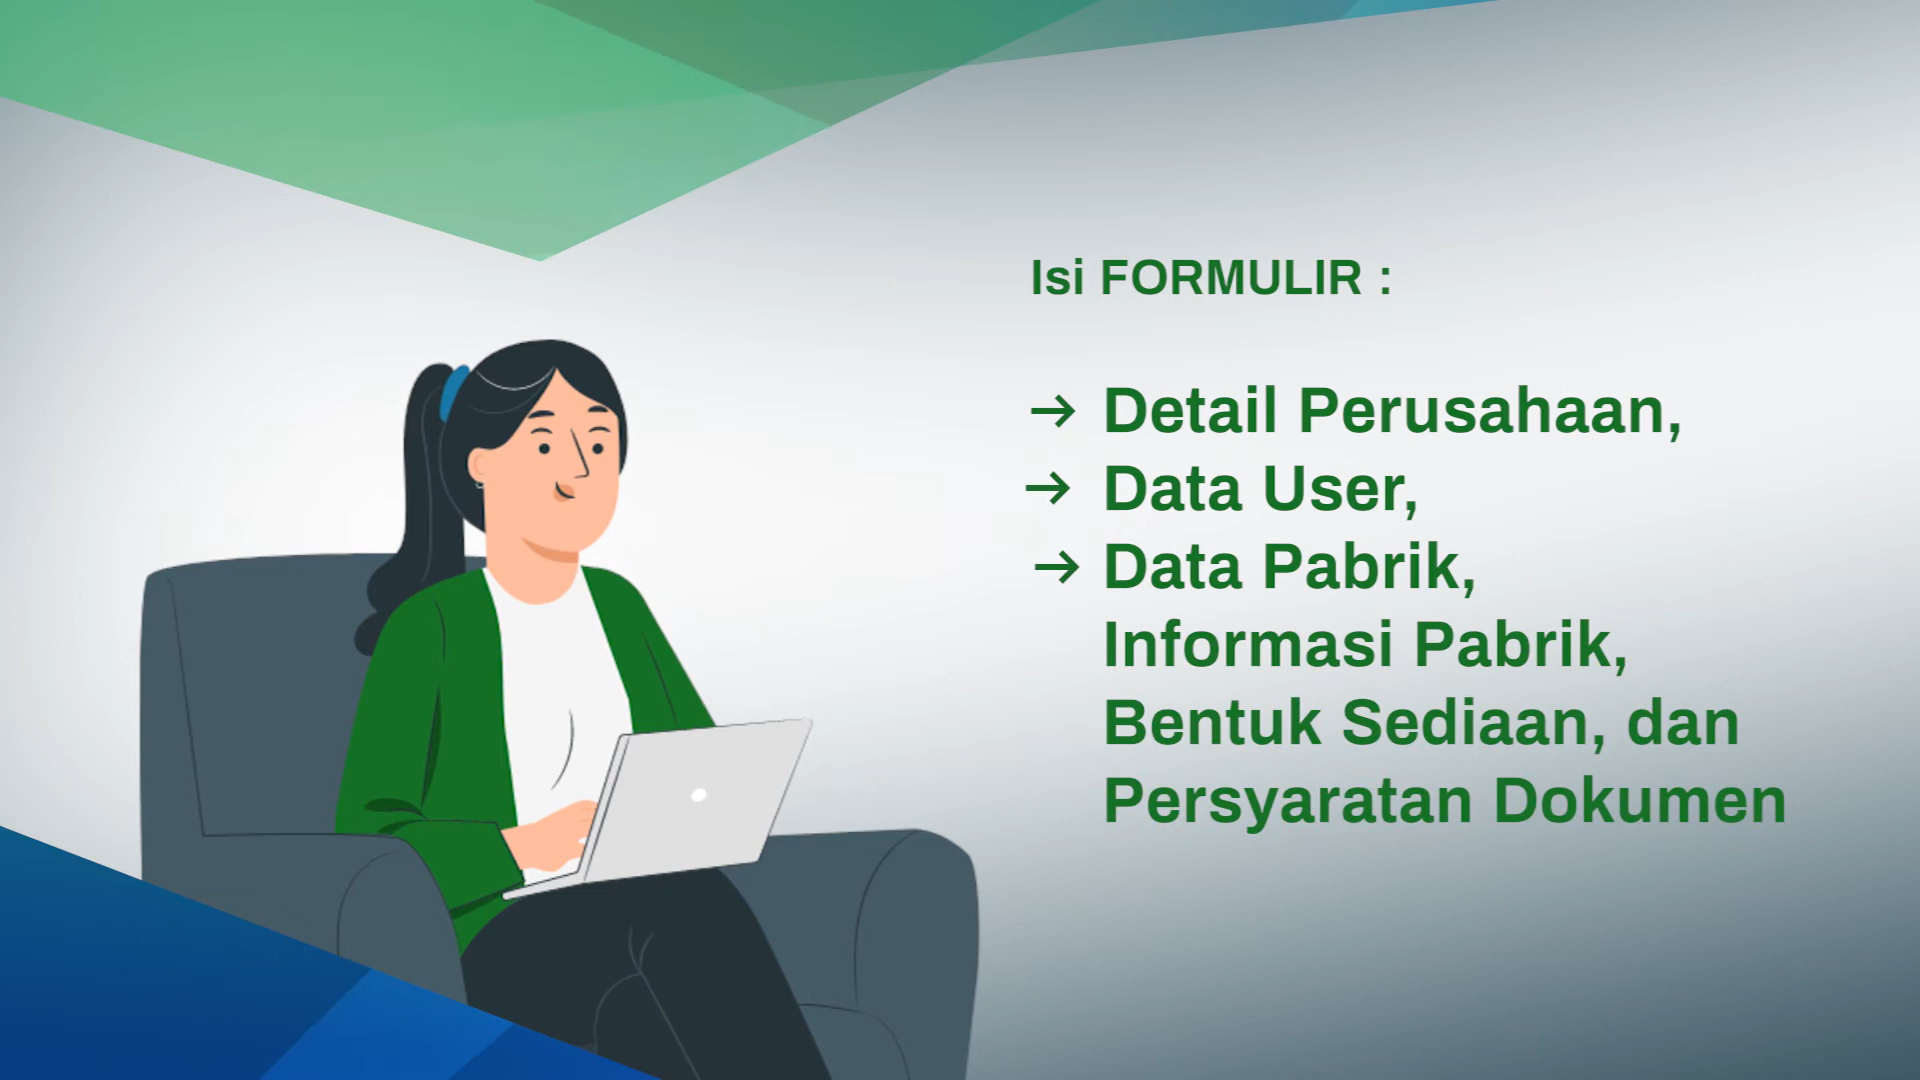 Isi FORMULIR :
→ Detail Perusahaan,
→ Data User,
→ Data Pabrik,
Informasi Pabrik,
Bentuk Sediaan, dan
Persyaratan Dokumen